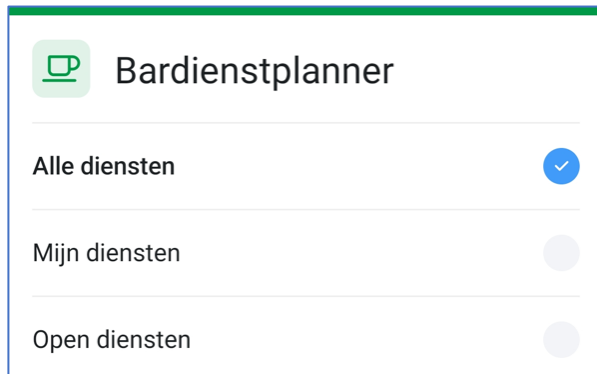 Bardienstplanner
Alle diensten
Mijn diensten
Open diensten